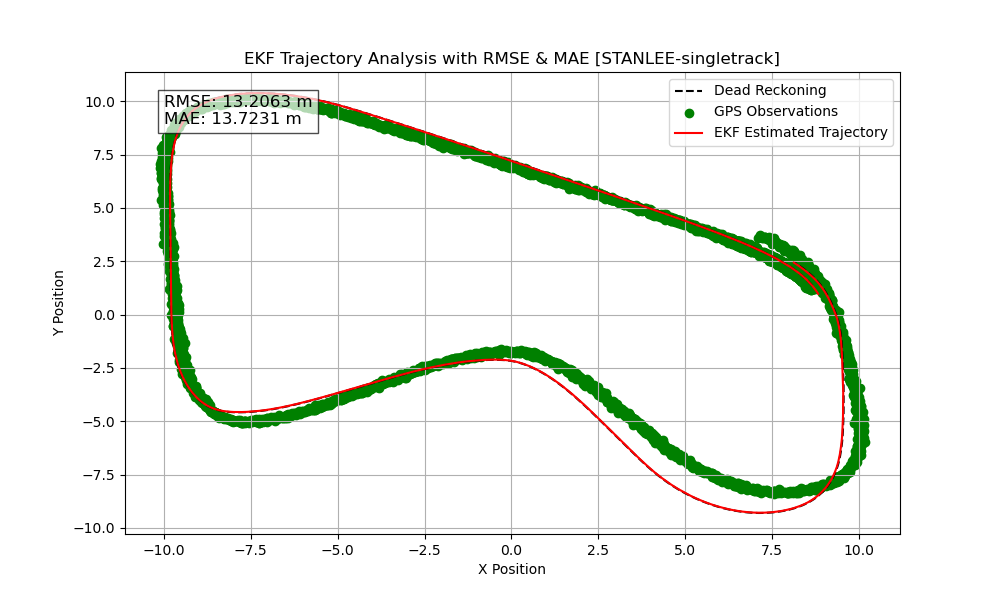 EKF Trajectory Analysis with RMSE & MAE [STANLEE-singletrack]
RMSE: 13.2063 m
MAE: 13.7231 m
Dead Reckoning
GPS Observations
EKF Estimated Trajectory
Y Position
10.0
7.5
5.0
2.5
0.0
−2.5
−5.0
−7.5
−10.0
−10.0 −7.5 −5.0 −2.5 0.0 2.5 5.0 7.5 10.0
X Position